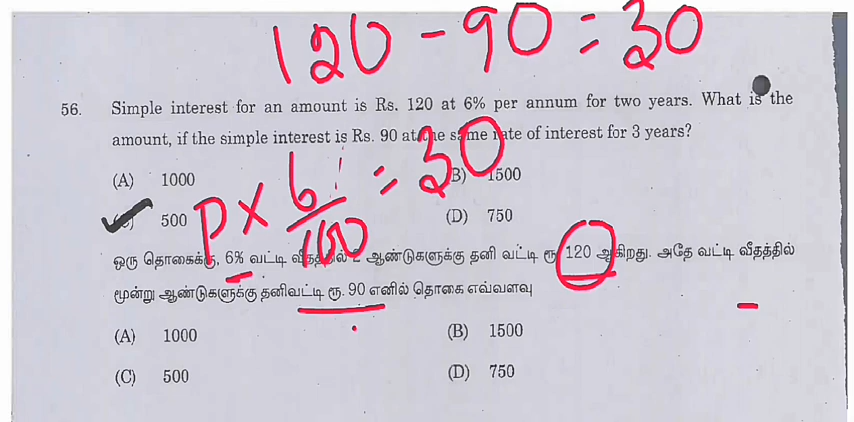 120 - 90 = 30
56. Simple interest for an amount is Rs. 120 at 6% per annum for two years. What is the
amount, if the simple interest is Rs. 90 at the same rate of interest for 3 years?
(A) 1000 (B) 1500
P × 6/100 = 30
(C) 500 (D) 750
ஒரு தொகைக்கு, 6% வட்டி வீதத்தில் 2 ஆண்டுகளுக்கு தனி வட்டி ரூ 120 ஆகிறது. அதே வட்டி வீதத்தில்
மூன்று ஆண்டுகளுக்கு தனிவட்டி ரூ. 90 எனில் தொகை எவ்வளவு
(A) 1000 (B) 1500
(C) 500 (D) 750